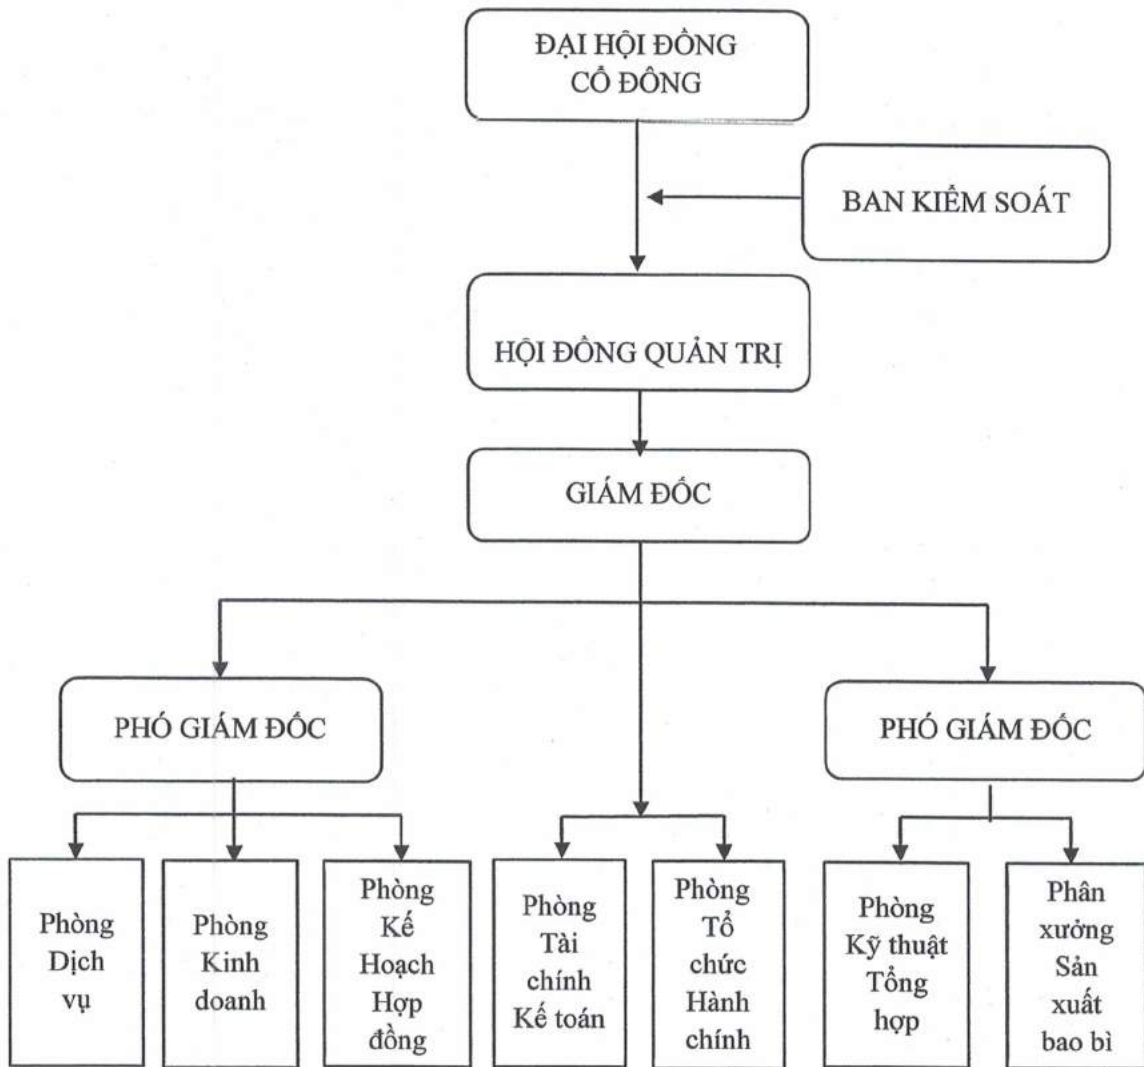 ĐẠI HỘI ĐỒNG
CỔ ĐÔNG
BAN KIỂM SOÁT
HỘI ĐỒNG QUẢN TRỊ
GIÁM ĐỐC
PHÓ GIÁM ĐỐC
PHÓ GIÁM ĐỐC
Phòng
Dịch
vụ
Phòng
Kinh
doanh
Phòng
Kế
Hoạch
Hợp
đồng
Phòng
Tài
chính
Kế toán
Phòng
Tổ
chức
Hành
chính
Phòng
Kỹ thuật
Tổng
hợp
Phân
xưởng
Sản
xuất
bao bì